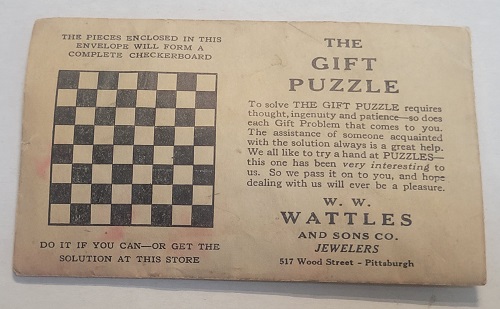 THE PIECES ENCLOSED IN THIS
ENVELOPE WILL FORM A
COMPLETE CHECKERBOARD
DO IT IF YOU CAN—OR GET THE
SOLUTION AT THIS STORE
THE
GIFT
PUZZLE
To solve THE GIFT PUZZLE requires
thought, ingenuity and patience—so does
each Gift Problem that comes to you.
The assistance of someone acquainted
with the solution always is a great help.
We all like to try a hand at PUZZLES—
this one has been very interesting to
us. So we pass it on to you, and hope
dealing with us will ever be a pleasure.
W. W.
WATTLES
AND SONS CO.
JEWELERS
517 Wood Street - Pittsburgh